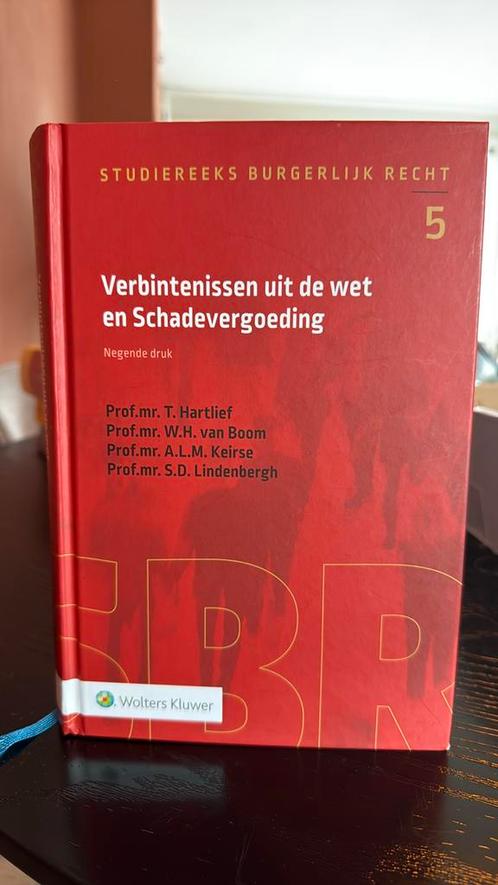 STUDIEREEKS BURGERLIJK RECHT
5
Verbintenissen uit de wet
en Schadevergoeding
Negende druk
Prof.mr. T. Hartlief
Prof.mr. W.H. van Boom
Prof.mr. A.L.M. Keirse
Prof.mr. S.D. Lindenbergh
SBR
Wolters Kluwer